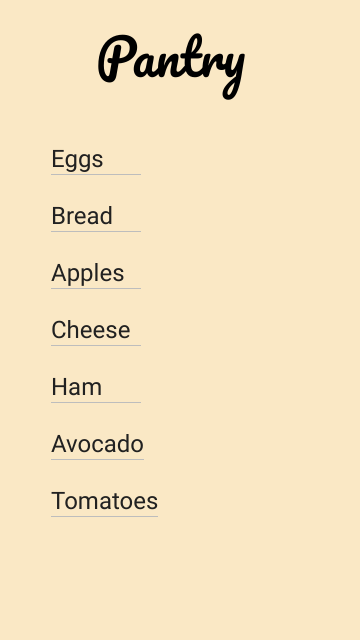 Pantry
Eggs
Bread
Apples
Cheese
Ham
Avocado
Tomatoes